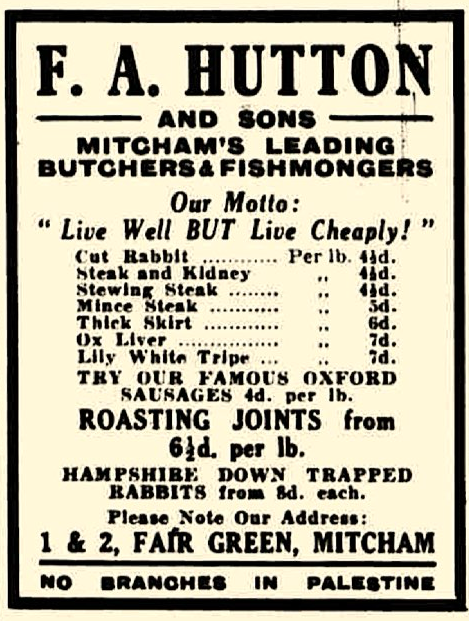 F. A. HUTTON
AND SONS
MITCHAM'S LEADING
BUTCHERS & FISHMONGERS
Our Motto:
" Live Well BUT Live Cheaply! "
Cut Rabbit ............ Per lb. 4½d.
Steak and Kidney ,, 4½d.
Stewing Steak ........ ,, 4½d.
Mince Steak .......... ,, 5d.
Thick Skirt ............ ,, 6d.
Ox Liver ................ ,, 7d.
Lily White Tripe ... ,, 7d.
TRY OUR FAMOUS OXFORD
SAUSAGES 4d. per lb.
ROASTING JOINTS from
6½d. per lb.
HAMPSHIRE DOWN TRAPPED
RABBITS from 8d. each.
Please Note Our Address:
1 & 2, FAIR GREEN, MITCHAM
NO BRANCHES IN PALESTINE